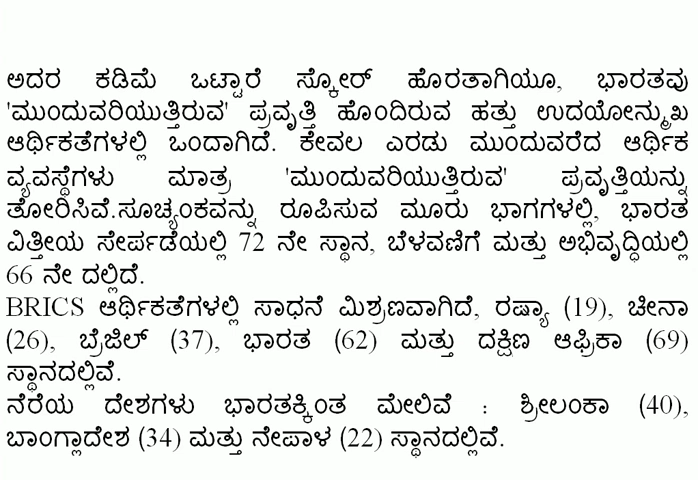 ಅದರ ಕಡಿಮೆ ಒಟ್ಟಾರೆ ಸ್ಕೋರ್ ಹೊರತಾಗಿಯೂ, ಭಾರತವು
'ಮುಂದುವರಿಯುತ್ತಿರುವ' ಪ್ರವೃತ್ತಿ ಹೊಂದಿರುವ ಹತ್ತು ಉದಯೋನ್ಮುಖ
ಆರ್ಥಿಕತೆಗಳಲ್ಲಿ ಒಂದಾಗಿದೆ. ಕೇವಲ ಎರಡು ಮುಂದುವರೆದ ಆರ್ಥಿಕ
ವ್ಯವಸ್ಥೆಗಳು ಮಾತ್ರ 'ಮುಂದುವರಿಯುತ್ತಿರುವ' ಪ್ರವೃತ್ತಿಯನ್ನು
ತೋರಿಸಿವೆ.ಸೂಚ್ಯಂಕವನ್ನು ರೂಪಿಸುವ ಮೂರು ಭಾಗಗಳಲ್ಲಿ, ಭಾರತ
ವಿತ್ತೀಯ ಸೇರ್ಪಡೆಯಲ್ಲಿ 72 ನೇ ಸ್ಥಾನ, ಬೆಳವಣಿಗೆ ಮತ್ತು ಅಭಿವೃದ್ಧಿಯಲ್ಲಿ
66 ನೇ ದಲ್ಲಿದೆ.
BRICS ಆರ್ಥಿಕತೆಗಳಲ್ಲಿ ಸಾಧನೆ ಮಿಶ್ರಣವಾಗಿದೆ, ರಷ್ಯಾ (19), ಚೀನಾ
(26), ಬ್ರೆಜಿಲ್ (37), ಭಾರತ (62) ಮತ್ತು ದಕ್ಷಿಣ ಆಫ್ರಿಕಾ (69)
ಸ್ಥಾನದಲ್ಲಿವೆ.
ನೆರೆಯ ದೇಶಗಳು ಭಾರತಕ್ಕಿಂತ ಮೇಲಿವೆ : ಶ್ರೀಲಂಕಾ (40),
ಬಾಂಗ್ಲಾದೇಶ (34) ಮತ್ತು ನೇಪಾಳ (22) ಸ್ಥಾನದಲ್ಲಿವೆ.